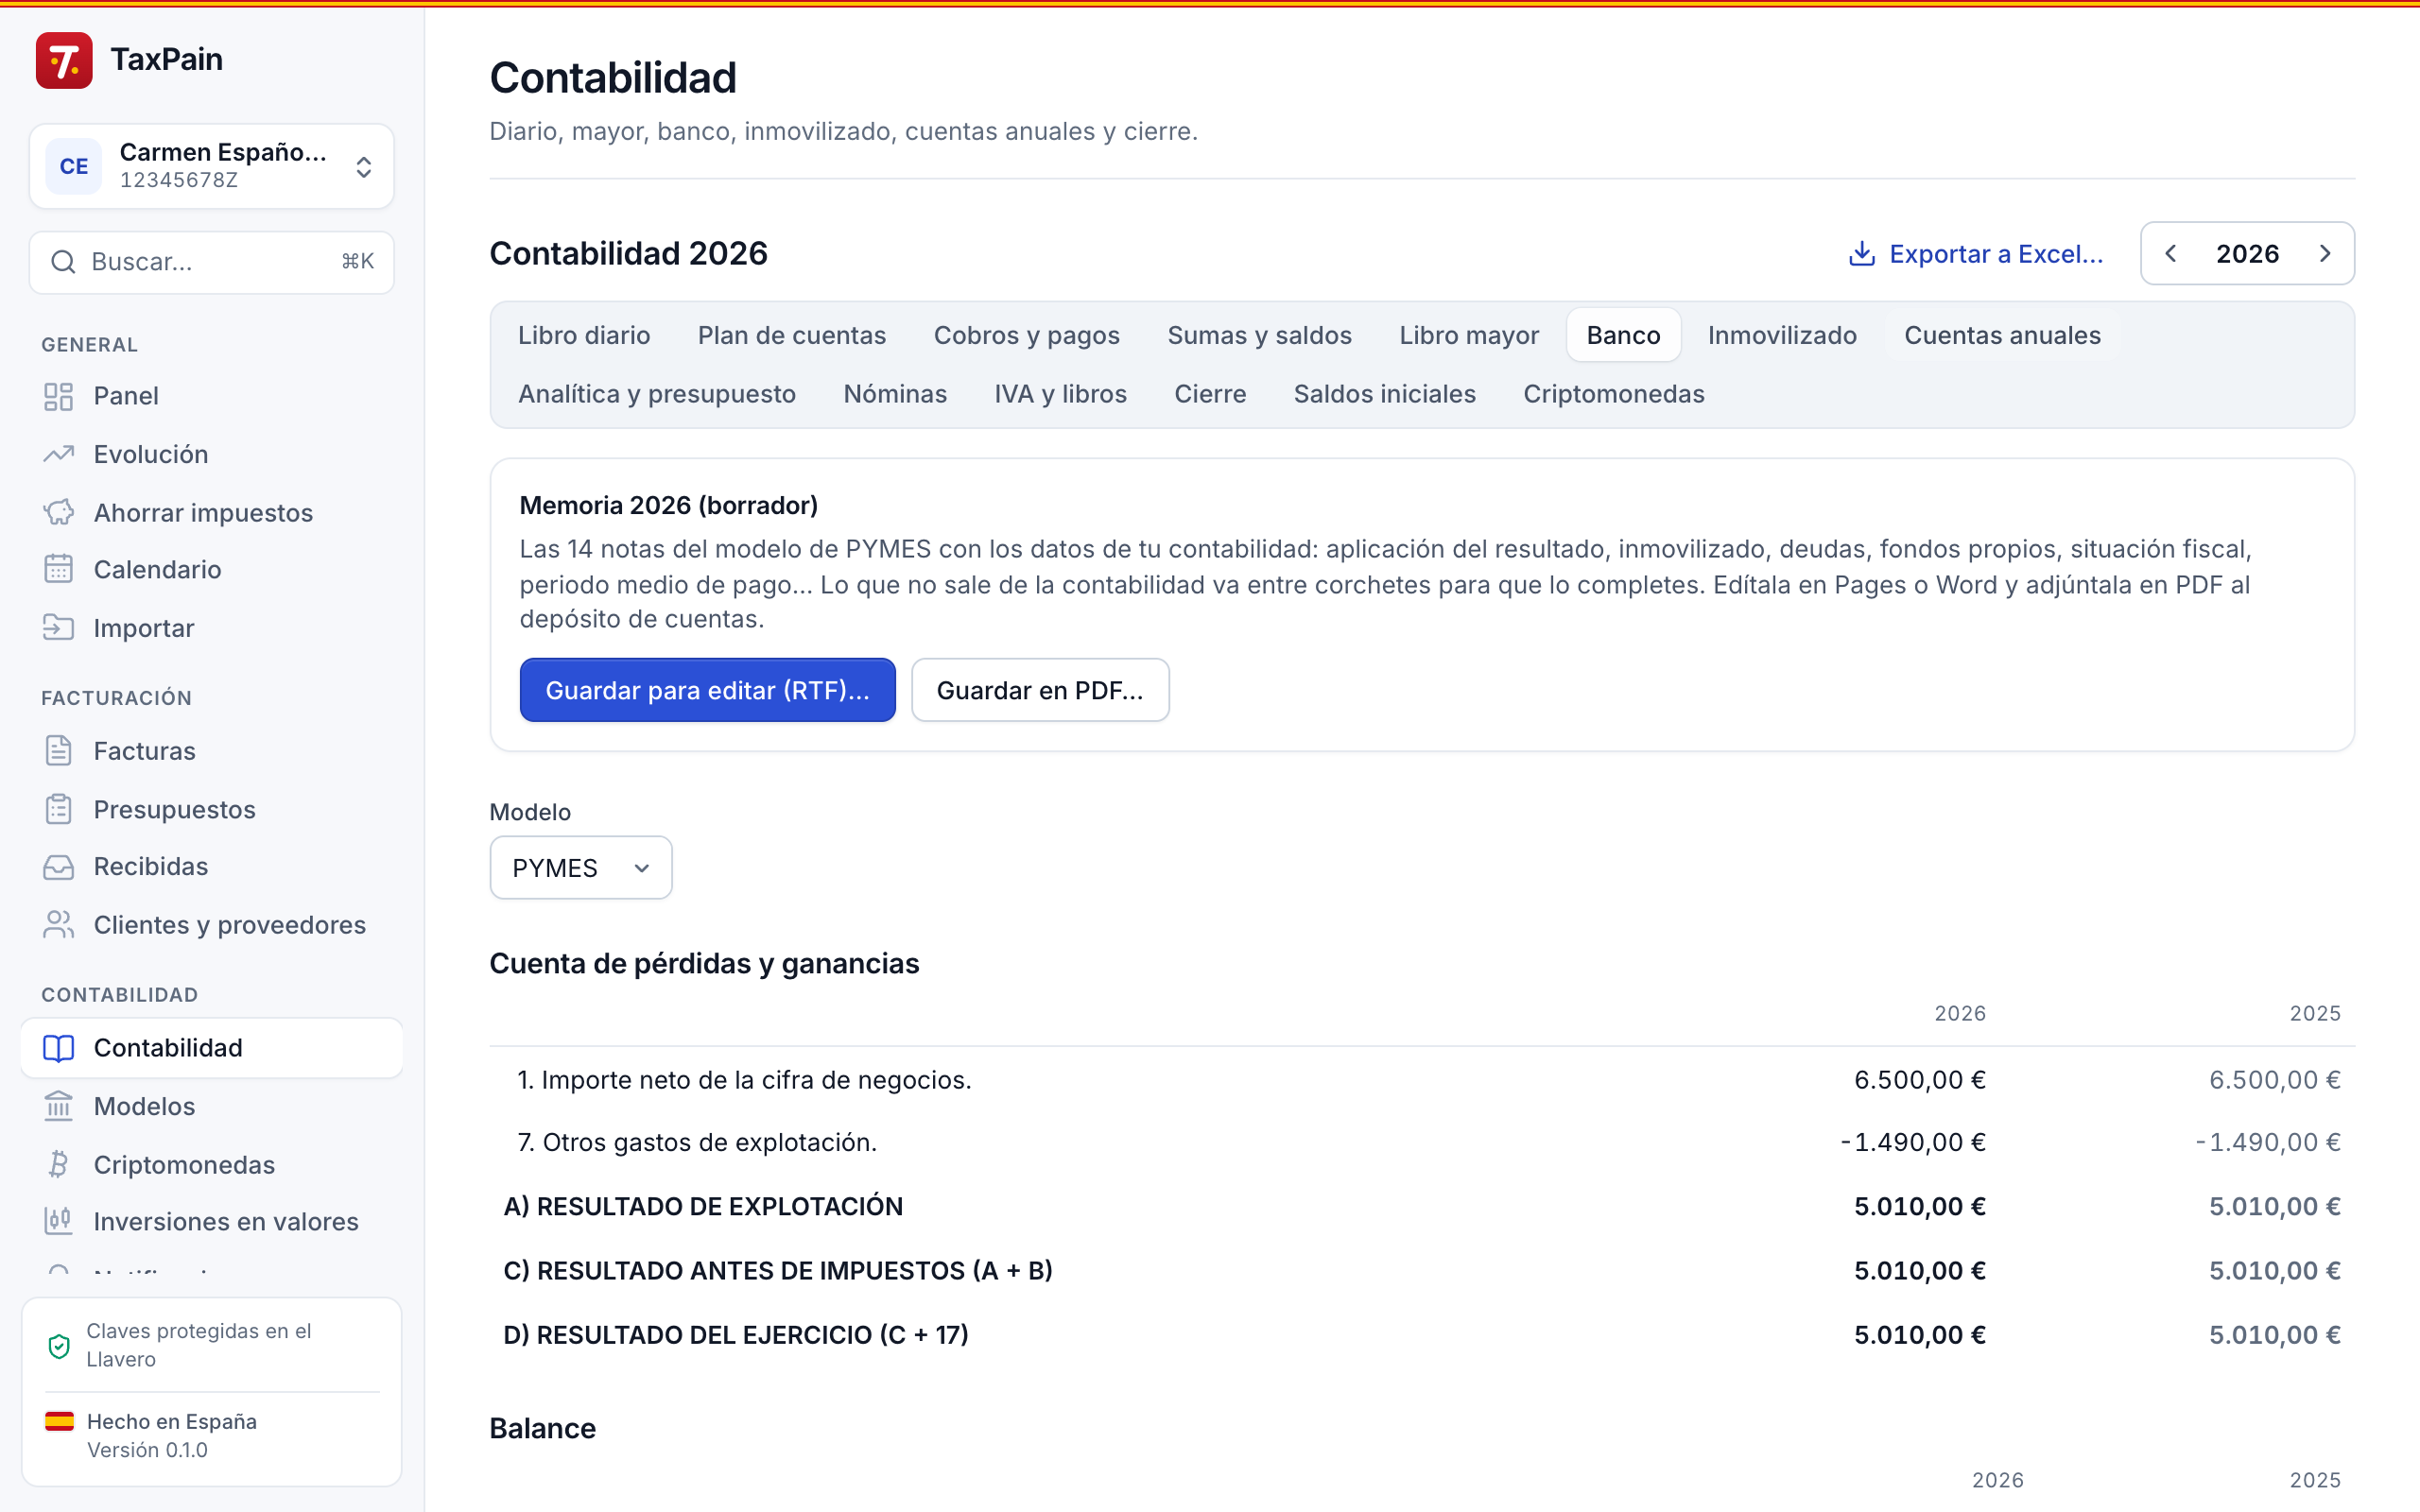 TaxPain
CE
Carmen Españo...
12345678Z
Buscar...
⌘K
GENERAL
Panel
Evolución
Ahorrar impuestos
Calendario
Importar
FACTURACIÓN
Facturas
Presupuestos
Recibidas
Clientes y proveedores
CONTABILIDAD
Contabilidad
Modelos
Criptomonedas
Inversiones en valores
Claves protegidas en el
Llavero
Hecho en España
Versión 0.1.0
Contabilidad
Diario, mayor, banco, inmovilizado, cuentas anuales y cierre.
Contabilidad 2026
Exportar a Excel...
2026
Libro diario
Plan de cuentas
Cobros y pagos
Sumas y saldos
Libro mayor
Banco
Inmovilizado
Cuentas anuales
Analítica y presupuesto
Nóminas
IVA y libros
Cierre
Saldos iniciales
Criptomonedas
Memoria 2026 (borrador)
Las 14 notas del modelo de PYMES con los datos de tu contabilidad: aplicación del resultado, inmovilizado, deudas, fondos propios, situación fiscal,
periodo medio de pago... Lo que no sale de la contabilidad va entre corchetes para que lo completes. Edítala en Pages o Word y adjúntala en PDF al
depósito de cuentas.
Guardar para editar (RTF)...
Guardar en PDF...
Modelo
PYMES
Cuenta de pérdidas y ganancias
2026 2025
1. Importe neto de la cifra de negocios. 6.500,00 € 6.500,00 €
7. Otros gastos de explotación. -1.490,00 € -1.490,00 €
A) RESULTADO DE EXPLOTACIÓN 5.010,00 € 5.010,00 €
C) RESULTADO ANTES DE IMPUESTOS (A + B) 5.010,00 € 5.010,00 €
D) RESULTADO DEL EJERCICIO (C + 17) 5.010,00 € 5.010,00 €
Balance
2026 2025